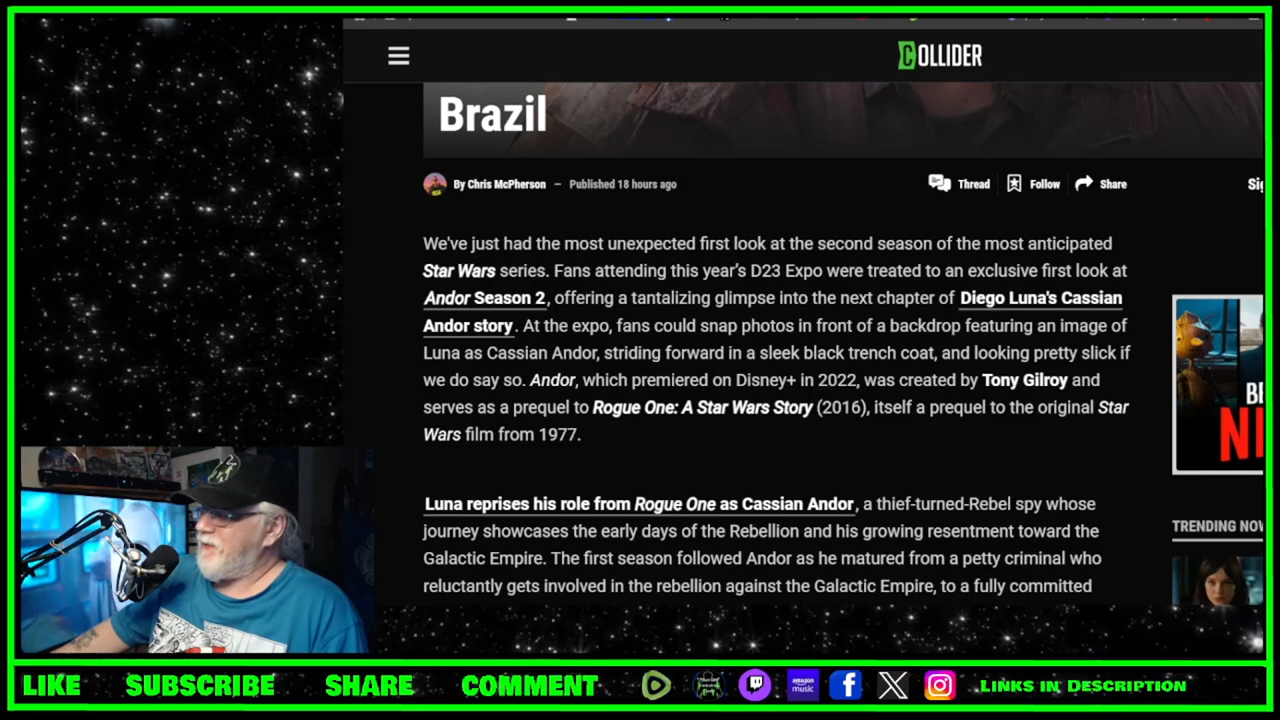 COLLIDER
Brazil
By Chris McPherson — Published 18 hours ago
Thread
Follow
Share
We've just had the most unexpected first look at the second season of the most anticipated
Star Wars series. Fans attending this year's D23 Expo were treated to an exclusive first look at
Andor Season 2, offering a tantalizing glimpse into the next chapter of Diego Luna's Cassian
Andor story. At the expo, fans could snap photos in front of a backdrop featuring an image of
Luna as Cassian Andor, striding forward in a sleek black trench coat, and looking pretty slick if
we do say so. Andor, which premiered on Disney+ in 2022, was created by Tony Gilroy and
serves as a prequel to Rogue One: A Star Wars Story (2016), itself a prequel to the original Star
Wars film from 1977.
Luna reprises his role from Rogue One as Cassian Andor, a thief-turned-Rebel spy whose
journey showcases the early days of the Rebellion and his growing resentment toward the
Galactic Empire. The first season followed Andor as he matured from a petty criminal who
reluctantly gets involved in the rebellion against the Galactic Empire, to a fully committed
TRENDING NOW
LIKE SUBSCRIBE SHARE COMMENT
amazon
music
Links in Description